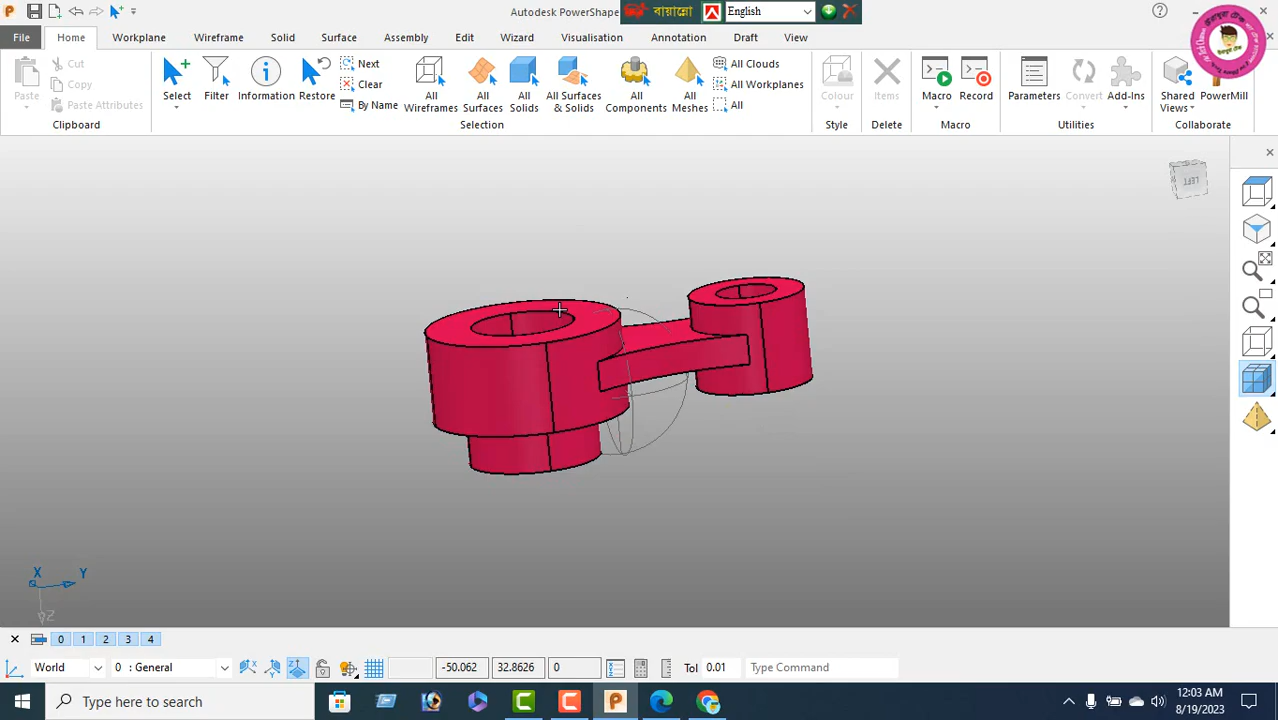 Autodesk PowerShape
বায়ান্নো
English
File
Home
Workplane
Wireframe
Solid
Surface
Assembly
Edit
Wizard
Visualisation
Annotation
Draft
View
Paste
Cut
Copy
Paste Attributes
Clipboard
Select
Filter
Information
Restore
Next
Clear
By Name
All Wireframes
All Surfaces
All Solids
All Surfaces & Solids
All Components
All Meshes
All Clouds
All Workplanes
All
Selection
Colour
Style
Items
Delete
Macro
Record
Macro
Parameters
Convert
Add-Ins
Utilities
Shared Views
PowerMill
Collaborate
LEFT
X
Y
Z
0
1
2
3
4
World
0 : General
-50.062
32.8626
0
Tol
0.01
Type Command
Type here to search
12:03 AM
8/19/2023